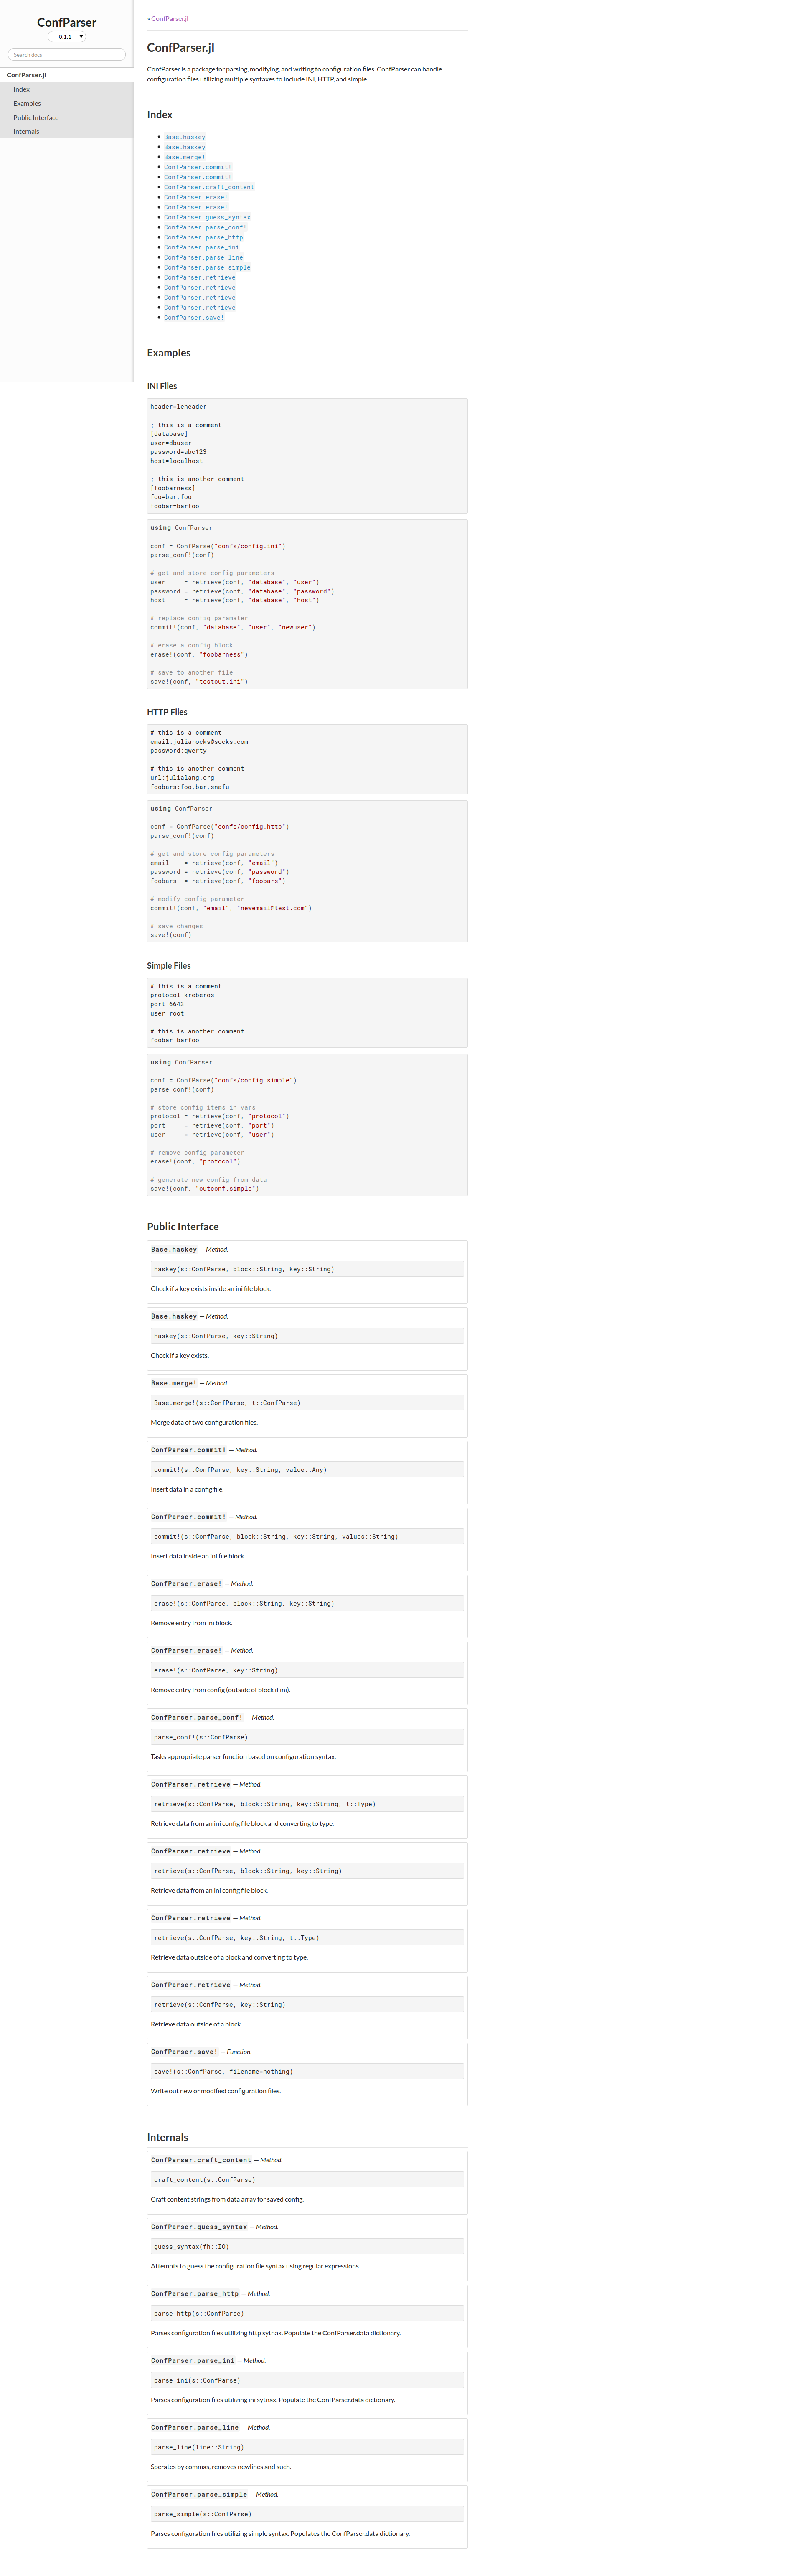 ConfParser
0.1.1 ▼
Search docs
ConfParser.jl
Index
Examples
Public Interface
Internals
» ConfParser.jl
ConfParser.jl
ConfParser is a package for parsing, modifying, and writing to configuration files. ConfParser can handle
configuration files utilizing multiple syntaxes to include INI, HTTP, and simple.
Index
Base.haskey
Base.haskey
Base.merge!
ConfParser.commit!
ConfParser.commit!
ConfParser.craft_content
ConfParser.erase!
ConfParser.erase!
ConfParser.guess_syntax
ConfParser.parse_conf!
ConfParser.parse_http
ConfParser.parse_ini
ConfParser.parse_line
ConfParser.parse_simple
ConfParser.retrieve
ConfParser.retrieve
ConfParser.retrieve
ConfParser.retrieve
ConfParser.save!
Examples
INI Files
header=leheader
; this is a comment
[database]
user=dbuser
password=abc123
host=localhost
; this is another comment
[foobarness]
foo=bar,foo
foobar=barfoo
using ConfParser
conf = ConfParse("confs/config.ini")
parse_conf!(conf)
# get and store config parameters
user     = retrieve(conf, "database", "user")
password = retrieve(conf, "database", "password")
host     = retrieve(conf, "database", "host")
# replace config paramater
commit!(conf, "database", "user", "newuser")
# erase a config block
erase!(conf, "foobarness")
# save to another file
save!(conf, "testout.ini")
HTTP Files
# this is a comment
email:juliarocks@socks.com
password:qwerty
# this is another comment
url:julialang.org
foobars:foo,bar,snafu
using ConfParser
conf = ConfParse("confs/config.http")
parse_conf!(conf)
# get and store config parameters
email    = retrieve(conf, "email")
password = retrieve(conf, "password")
foobars  = retrieve(conf, "foobars")
# modify config parameter
commit!(conf, "email", "newemail@test.com")
# save changes
save!(conf)
Simple Files
# this is a comment
protocol kreberos
port 6643
user root
# this is another comment
foobar barfoo
using ConfParser
conf = ConfParse("confs/config.simple")
parse_conf!(conf)
# store config items in vars
protocol = retrieve(conf, "protocol")
port     = retrieve(conf, "port")
user     = retrieve(conf, "user")
# remove config parameter
erase!(conf, "protocol")
# generate new config from data
save!(conf, "outconf.simple")
Public Interface
Base.haskey — Method.
haskey(s::ConfParse, block::String, key::String)
Check if a key exists inside an ini file block.
Base.haskey — Method.
haskey(s::ConfParse, key::String)
Check if a key exists.
Base.merge! — Method.
Base.merge!(s::ConfParse, t::ConfParse)
Merge data of two configuration files.
ConfParser.commit! — Method.
commit!(s::ConfParse, key::String, value::Any)
Insert data in a config file.
ConfParser.commit! — Method.
commit!(s::ConfParse, block::String, key::String, values::String)
Insert data inside an ini file block.
ConfParser.erase! — Method.
erase!(s::ConfParse, block::String, key::String)
Remove entry from ini block.
ConfParser.erase! — Method.
erase!(s::ConfParse, key::String)
Remove entry from config (outside of block if ini).
ConfParser.parse_conf! — Method.
parse_conf!(s::ConfParse)
Tasks appropriate parser function based on configuration syntax.
ConfParser.retrieve — Method.
retrieve(s::ConfParse, block::String, key::String, t::Type)
Retrieve data from an ini config file block and converting to type.
ConfParser.retrieve — Method.
retrieve(s::ConfParse, block::String, key::String)
Retrieve data from an ini config file block.
ConfParser.retrieve — Method.
retrieve(s::ConfParse, key::String, t::Type)
Retrieve data outside of a block and converting to type.
ConfParser.retrieve — Method.
retrieve(s::ConfParse, key::String)
Retrieve data outside of a block.
ConfParser.save! — Function.
save!(s::ConfParse, filename=nothing)
Write out new or modified configuration files.
Internals
ConfParser.craft_content — Method.
craft_content(s::ConfParse)
Craft content strings from data array for saved config.
ConfParser.guess_syntax — Method.
guess_syntax(fh::IO)
Attempts to guess the configuration file syntax using regular expressions.
ConfParser.parse_http — Method.
parse_http(s::ConfParse)
Parses configuration files utilizing http sytnax. Populate the ConfParser.data dictionary.
ConfParser.parse_ini — Method.
parse_ini(s::ConfParse)
Parses configuration files utilizing ini sytnax. Populate the ConfParser.data dictionary.
ConfParser.parse_line — Method.
parse_line(line::String)
Sperates by commas, removes newlines and such.
ConfParser.parse_simple — Method.
parse_simple(s::ConfParse)
Parses configuration files utilizing simple syntax. Populates the ConfParser.data dictionary.